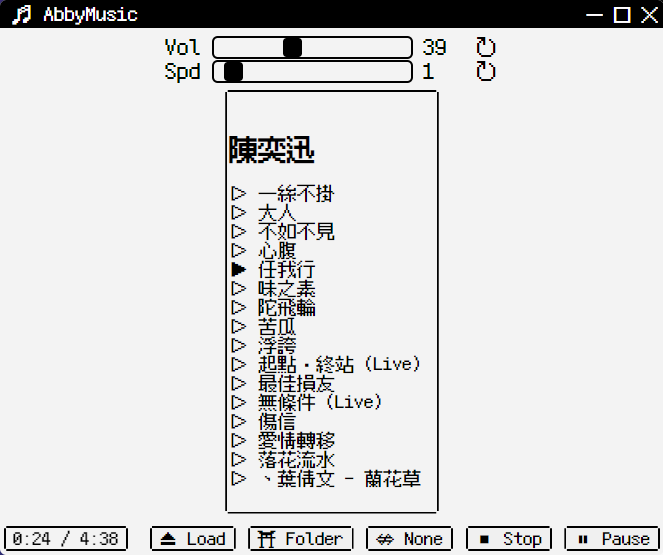 AbbyMusic
Vol 39
Spd 1
陳奕迅
一絲不掛
大人
不如不見
心腹
任我行
味之素
陀飛輪
苦瓜
浮誇
起點・終站 (Live)
最佳損友
無條件 (Live)
傷信
愛情轉移
落花流水
、葉倩文 - 蘭花草
0:24 / 4:38 Load Folder None Stop Pause